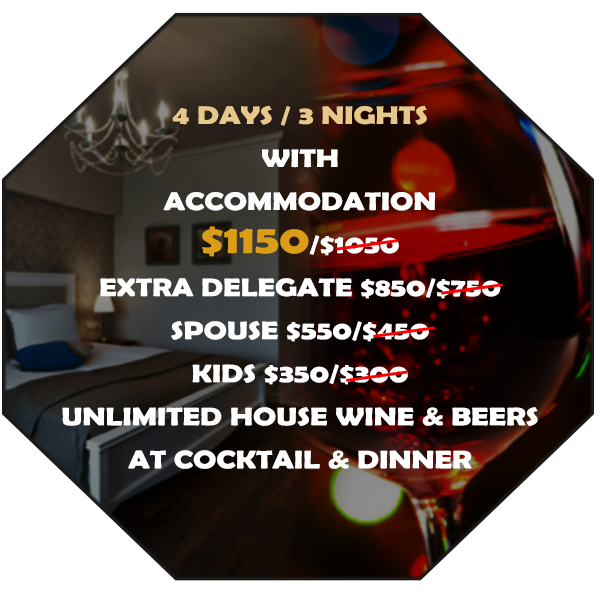 4 DAYS / 3 NIGHTS
WITH
ACCOMMODATION
$1150/$1050
EXTRA DELEGATE $850/$750
SPOUSE $550/$450
KIDS $350/$300
UNLIMITED HOUSE WINE & BEERS
AT COCKTAIL & DINNER